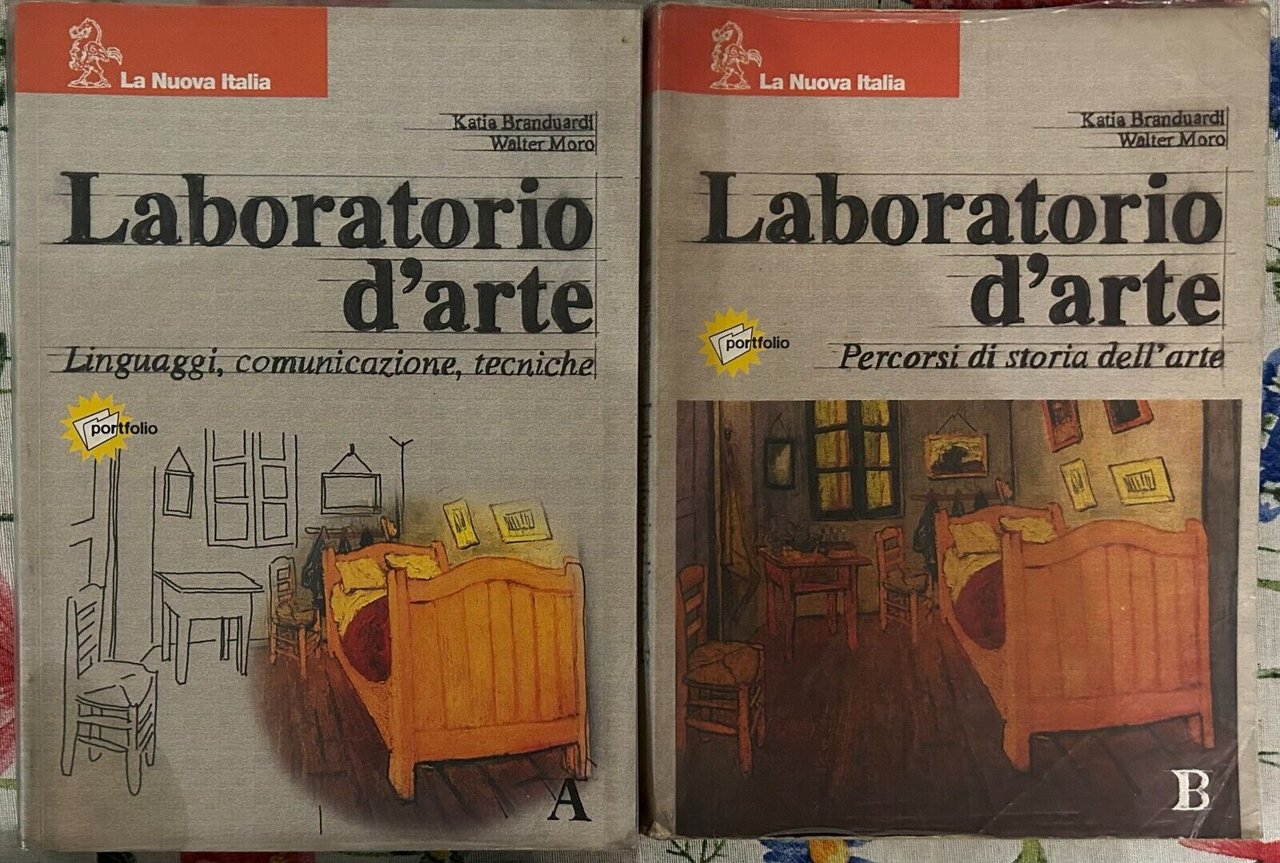 La Nuova Italia
Katia Branduardi
Walter Moro
Laboratorio
d'arte
Linguaggi, comunicazione, tecniche
portfolio
A
La Nuova Italia
Katia Branduardi
Walter Moro
Laboratorio
d'arte
portfolio
Percorsi di storia dell'arte
B